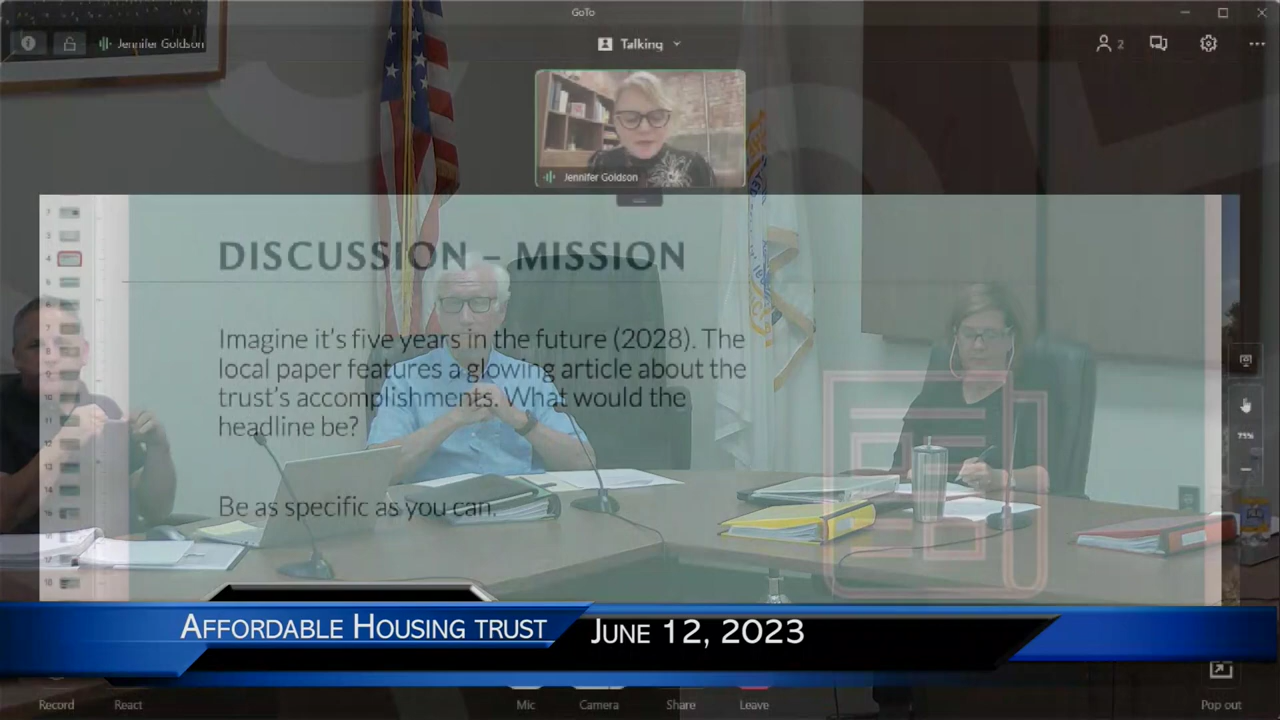 GoTo
Jennifer Goldson
Talking
2
Jennifer Goldson
DISCUSSION – MISSION
Imagine it's five years in the future (2028). The
local paper features a glowing article about the
trust's accomplishments. What would the
headline be?
Be as specific as you can.
75%
AFFORDABLE HOUSING TRUST
JUNE 12, 2023
Record
React
Mic
Camera
Share
Leave
Pop out